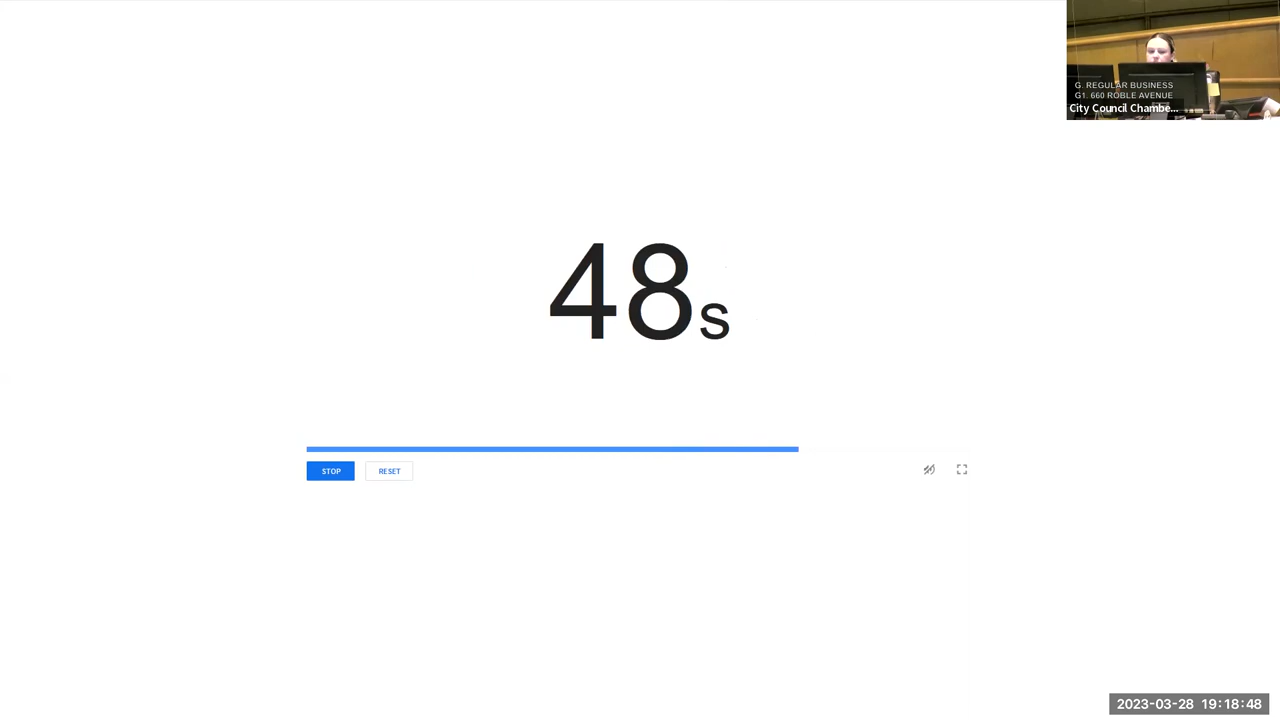 G. REGULAR BUSINESS
G1. 660 ROBLE AVENUE
City Council Chambe...
48s
STOP
RESET
2023-03-28 19:18:48